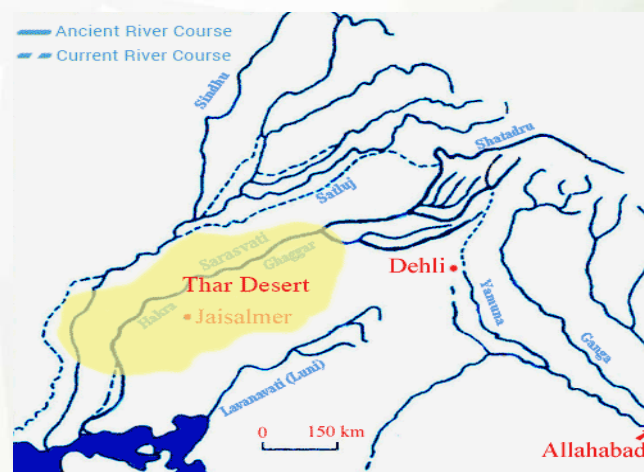 Ancient River Course
Current River Course
Sindhu
Shatadru
Satluj
Sarasvati
Ghaggar
Thar Desert
Hakra
Jaisalmer
Dehli
Yamuna
Ganga
Lavanavati (Luni)
0 150 km
Allahabad